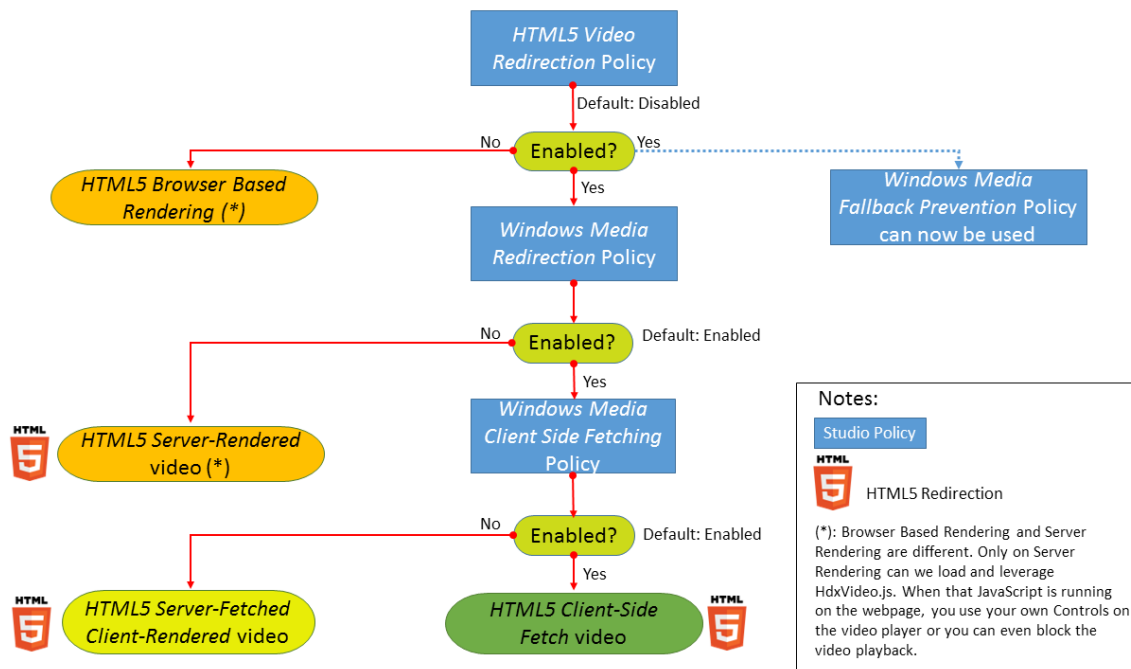 HTML5 Video
Redirection Policy
Default: Disabled
No
Enabled?
Yes
Yes
HTML5 Browser Based
Rendering (*)
Windows Media
Fallback Prevention Policy
can now be used
Windows Media
Redirection Policy
No
Enabled?
Default: Enabled
Yes
HTML
5
HTML5 Server-Rendered
video (*)
Windows Media
Client Side Fetching
Policy
No
Enabled?
Default: Enabled
Yes
HTML
5
HTML5 Server-Fetched
Client-Rendered video
HTML5 Client-Side
Fetch video
HTML
5
Notes:
Studio Policy
HTML
5
HTML5 Redirection
(*): Browser Based Rendering and Server
Rendering are different. Only on Server
Rendering can we load and leverage
HdxVideo.js. When that JavaScript is running
on the webpage, you use your own Controls on
the video player or you can even block the
video playback.